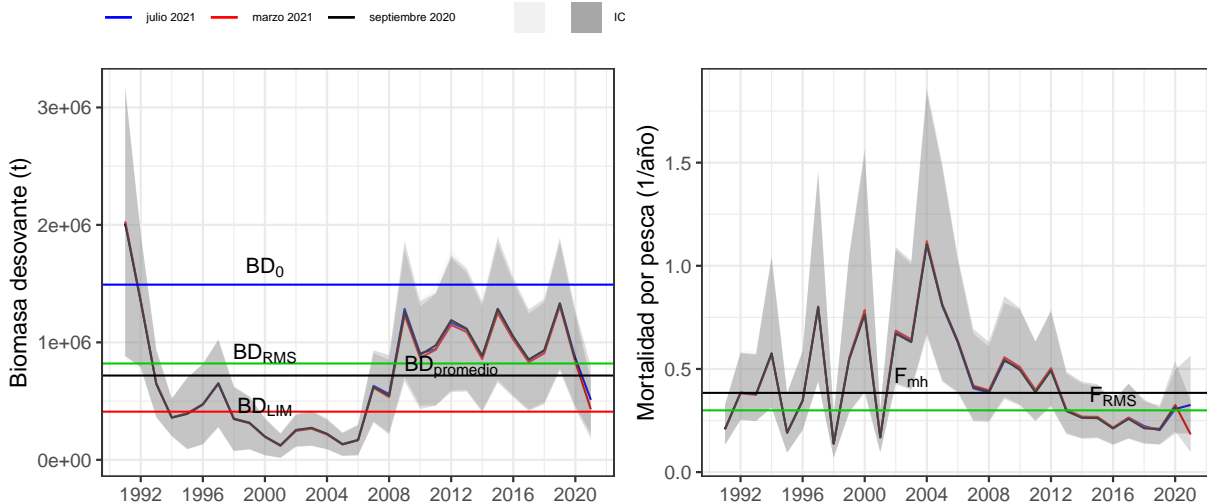 julio 2021 marzo 2021 septiembre 2020 IC
Biomasa desovante (t)
3e+06
2e+06
1e+06
0e+00
BD0
BDRMS
BDpromedio
BDLIM
1992 1996 2000 2004 2008 2012 2016 2020
Mortalidad por pesca (1/año)
1.5
1.0
0.5
0.0
Fmh
FRMS
1992 1996 2000 2004 2008 2012 2016 2020